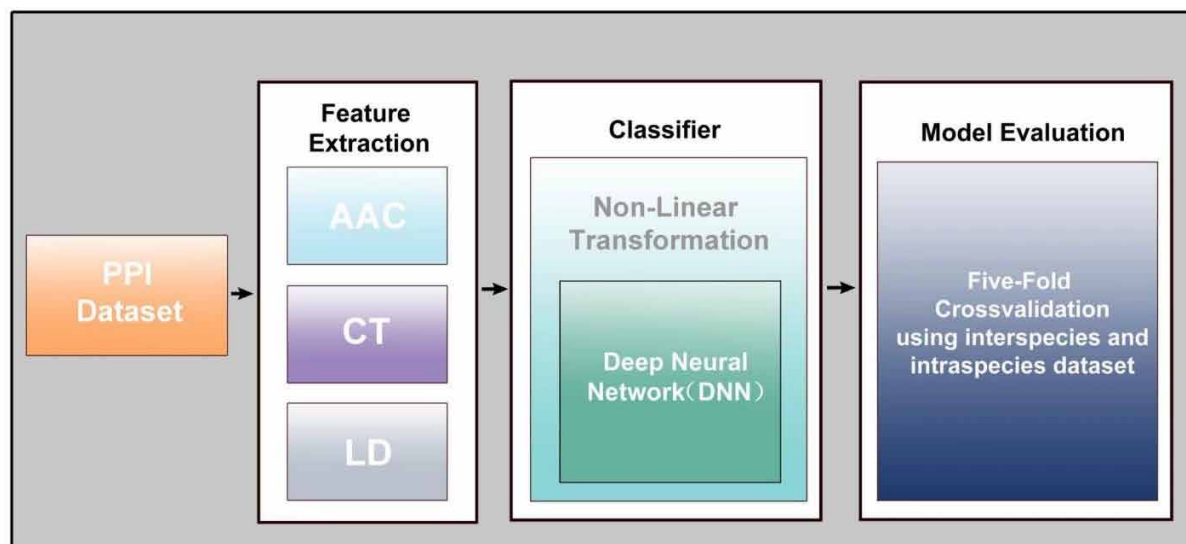 PPI
Dataset
Feature
Extraction
AAC
CT
LD
Classifier
Non-Linear
Transformation
Deep Neural
Network（DNN）
Model Evaluation
Five-Fold
Crossvalidation
using interspecies and
intraspecies dataset